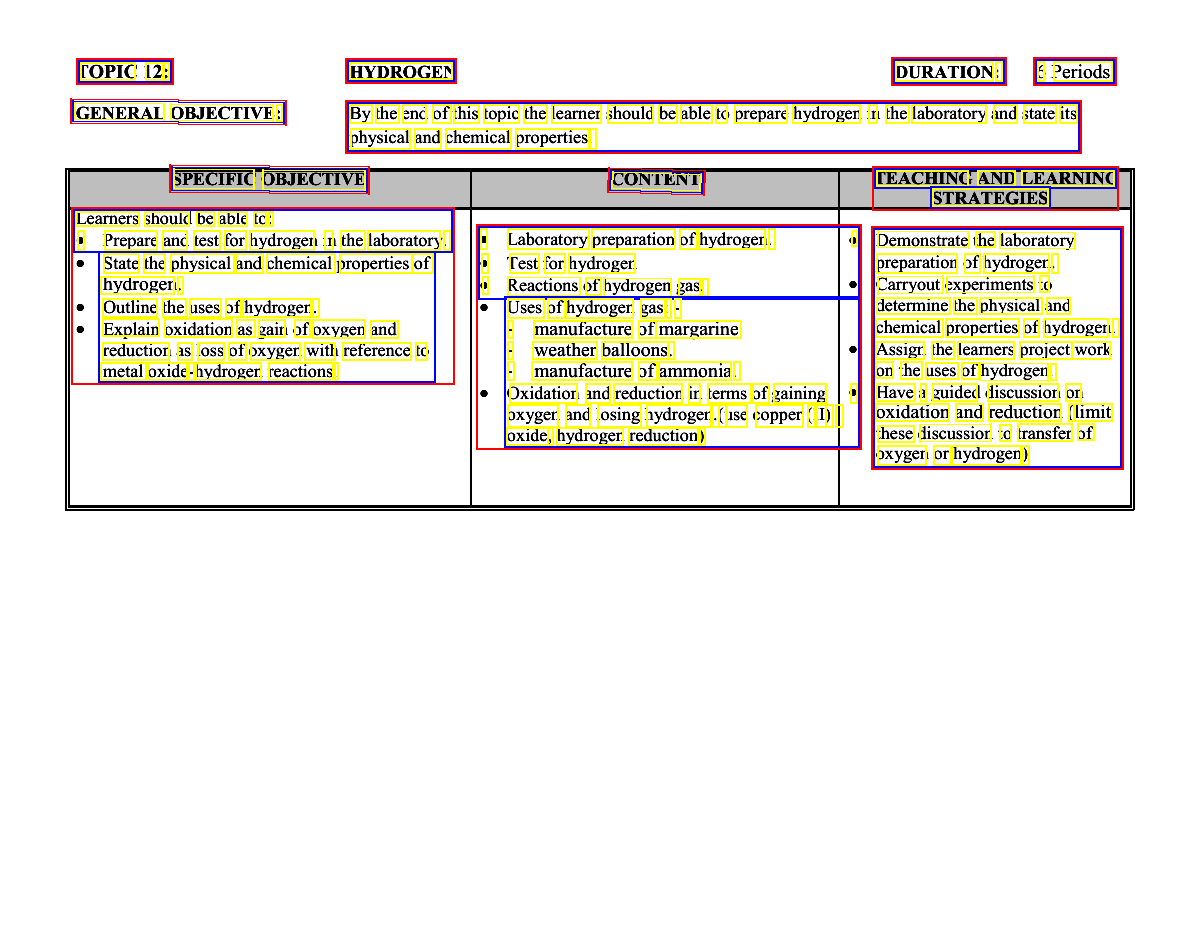 TOPIC 12: HYDROGEN DURATION: 6 Periods
GENERAL OBJECTIVE: By the end of this topic the learner should be able to prepare hydrogen in the laboratory and state its
physical and chemical properties.
SPECIFIC OBJECTIVE
Learners should be able to:
• Prepare and test for hydrogen in the laboratory.
• State the physical and chemical properties of
hydrogen.
• Outline the uses of hydrogen.
• Explain oxidation as gain of oxygen and
reduction as loss of oxygen with reference to
metal oxide-hydrogen reactions.
CONTENT
• Laboratory preparation of hydrogen.
• Test for hydrogen
• Reactions of hydrogen gas.
• Uses of hydrogen gas :-
- manufacture of margarine
- weather balloons.
- manufacture of ammonia.
• Oxidation and reduction in terms of gaining
oxygen and losing hydrogen.(use copper (II)
oxide, hydrogen reduction)
TEACHING AND LEARNING
STRATEGIES
• Demonstrate the laboratory
preparation of hydrogen.
• Carryout experiments to
determine the physical and
chemical properties of hydrogen.
• Assign the learners project work
on the uses of hydrogen.
• Have a guided discussion on
oxidation and reduction (limit
these discussion to transfer of
oxygen or hydrogen)